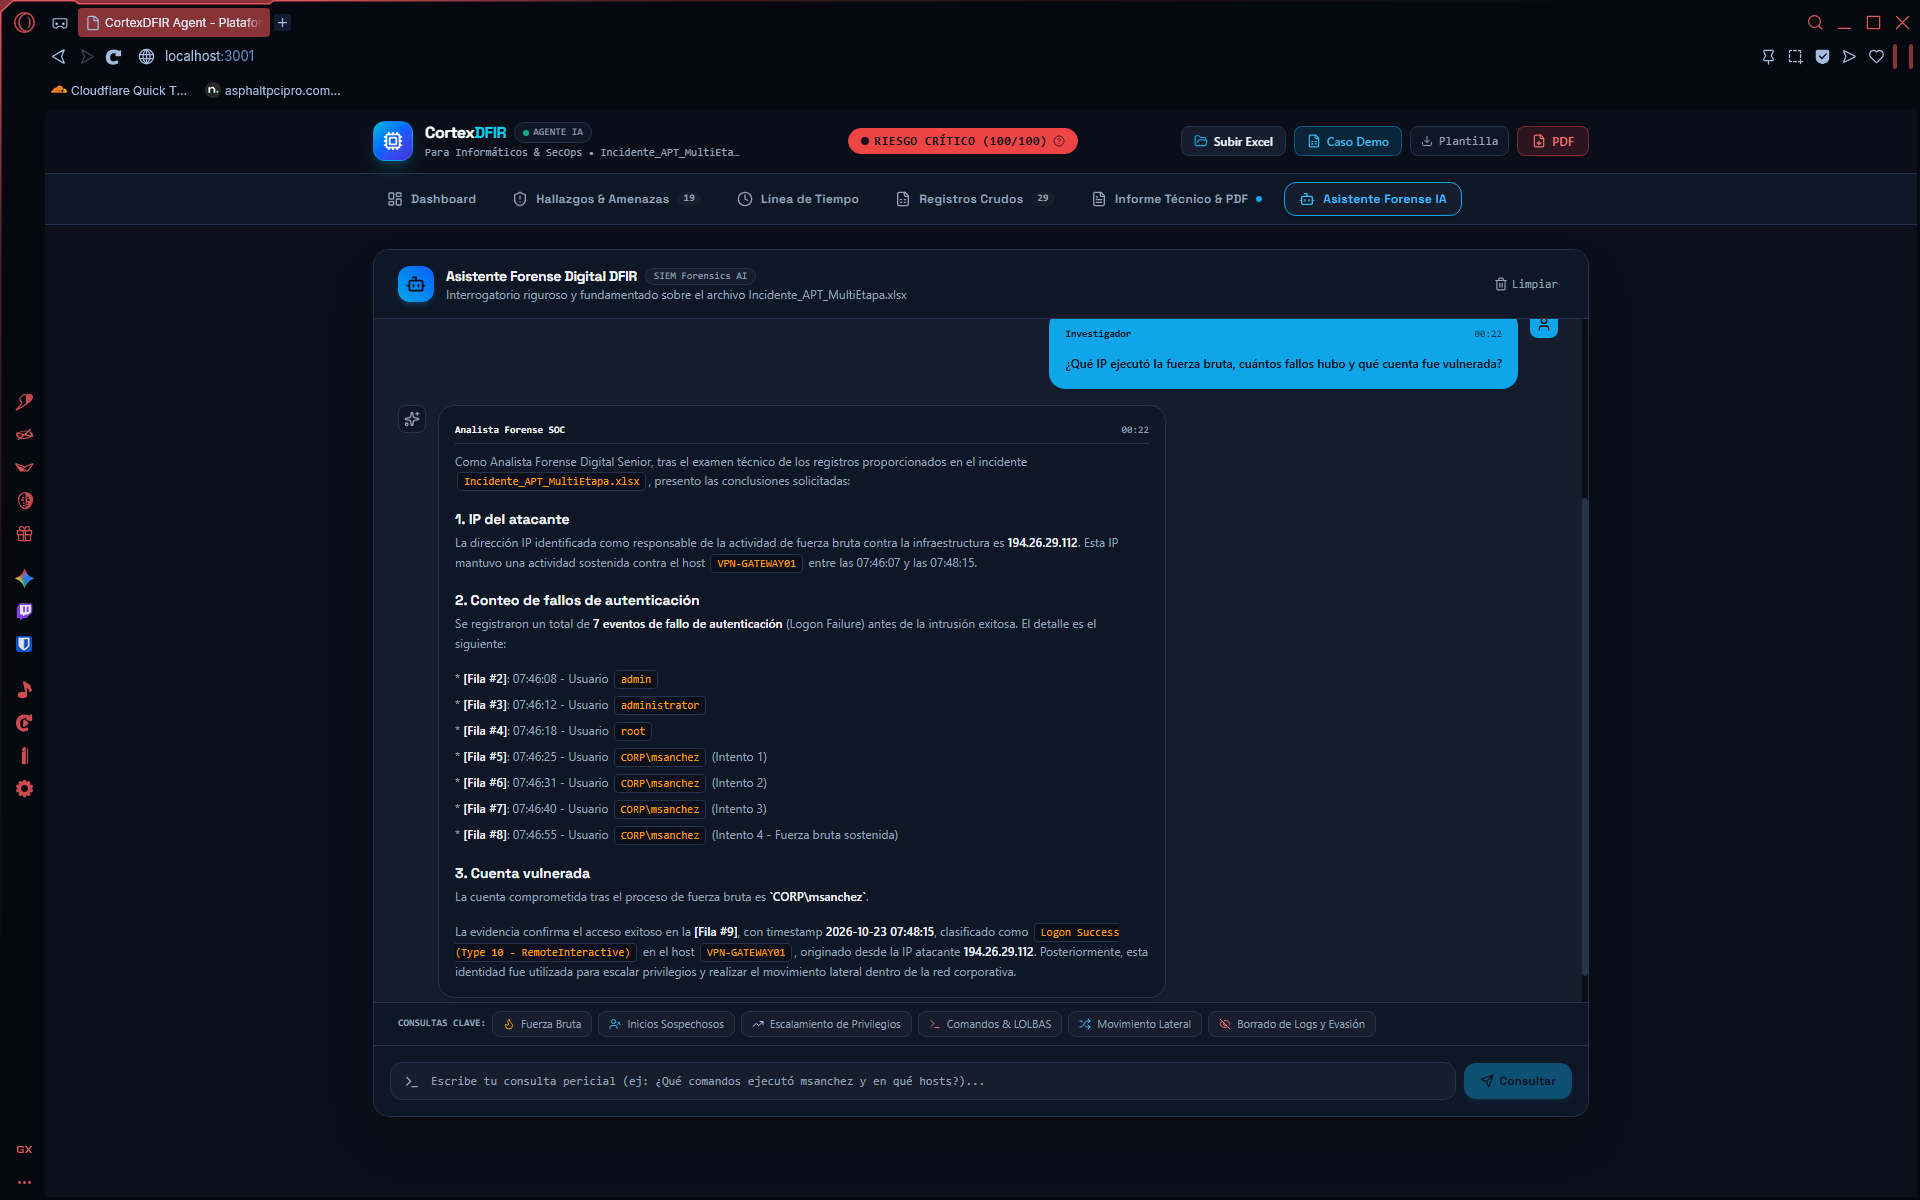 CortexDFIR Agent - Platafo
localhost:3001
Cloudflare Quick T...
n. asphaltpcipro.com...
CortexDFIR
AGENTE IA
Para Informáticos & SecOps • Incidente_APT_MultiEta…
RIESGO CRÍTICO (100/100)
Subir Excel
Caso Demo
Plantilla
PDF
Dashboard
Hallazgos & Amenazas 19
Línea de Tiempo
Registros Crudos 29
Informe Técnico & PDF
Asistente Forense IA
Asistente Forense Digital DFIR
SIEM Forensics AI
Interrogatorio riguroso y fundamentado sobre el archivo Incidente_APT_MultiEtapa.xlsx
Limpiar
Investigador 00:22
¿Qué IP ejecutó la fuerza bruta, cuántos fallos hubo y qué cuenta fue vulnerada?
Analista Forense SOC 00:22
Como Analista Forense Digital Senior, tras el examen técnico de los registros proporcionados en el incidente
Incidente_APT_MultiEtapa.xlsx , presento las conclusiones solicitadas:
1. IP del atacante
La dirección IP identificada como responsable de la actividad de fuerza bruta contra la infraestructura es 194.26.29.112. Esta IP
mantuvo una actividad sostenida contra el host VPN-GATEWAY01 entre las 07:46:07 y las 07:48:15.
2. Conteo de fallos de autenticación
Se registraron un total de 7 eventos de fallo de autenticación (Logon Failure) antes de la intrusión exitosa. El detalle es el
siguiente:
* [Fila #2]: 07:46:08 - Usuario admin
* [Fila #3]: 07:46:12 - Usuario administrator
* [Fila #4]: 07:46:18 - Usuario root
* [Fila #5]: 07:46:25 - Usuario CORP\msanchez (Intento 1)
* [Fila #6]: 07:46:31 - Usuario CORP\msanchez (Intento 2)
* [Fila #7]: 07:46:40 - Usuario CORP\msanchez (Intento 3)
* [Fila #8]: 07:46:55 - Usuario CORP\msanchez (Intento 4 - Fuerza bruta sostenida)
3. Cuenta vulnerada
La cuenta comprometida tras el proceso de fuerza bruta es `CORP\msanchez`.
La evidencia confirma el acceso exitoso en la [Fila #9], con timestamp 2026-10-23 07:48:15, clasificado como Logon Success
(Type 10 - RemoteInteractive) en el host VPN-GATEWAY01 , originado desde la IP atacante 194.26.29.112. Posteriormente, esta
identidad fue utilizada para escalar privilegios y realizar el movimiento lateral dentro de la red corporativa.
CONSULTAS CLAVE:
Fuerza Bruta
Inicios Sospechosos
Escalamiento de Privilegios
Comandos & LOLBAS
Movimiento Lateral
Borrado de Logs y Evasión
Escribe tu consulta pericial (ej: ¿Qué comandos ejecutó msanchez y en qué hosts?)...
Consultar
GX